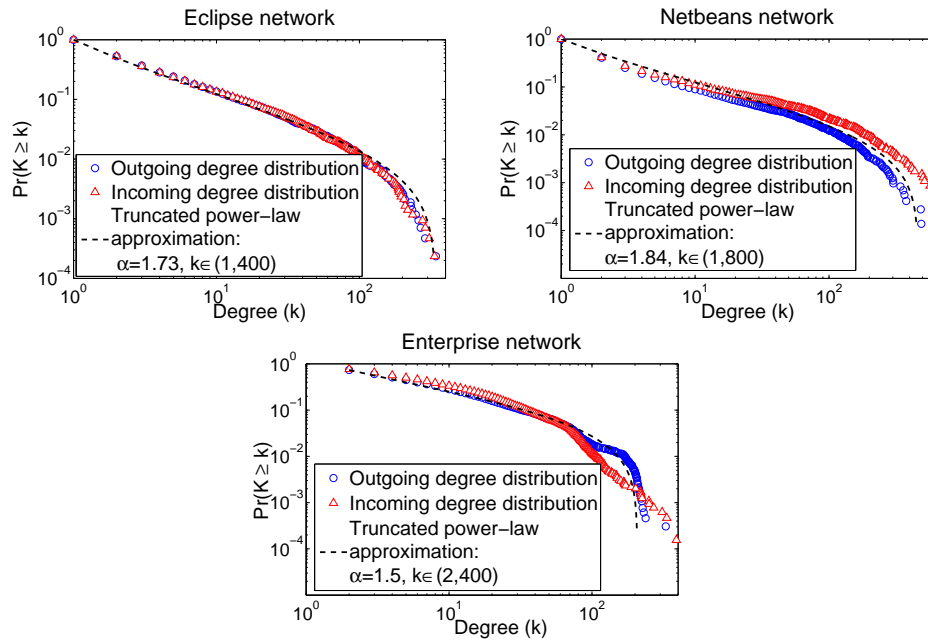 Eclipse network
10^0
10^-1
10^-2
10^-3
10^-4
Pr(K ≥ k)
Outgoing degree distribution
Incoming degree distribution
Truncated power−law
approximation:
α=1.73, k∈(1,400)
10^0
10^1
10^2
Degree (k)
Netbeans network
10^0
10^-1
10^-2
10^-3
10^-4
Pr(K ≥ k)
Outgoing degree distribution
Incoming degree distribution
Truncated power−law
approximation:
α=1.84, k∈(1,800)
10^0
10^1
10^2
Degree (k)
Enterprise network
10^0
10^-1
10^-2
10^-3
10^-4
Pr(K ≥ k)
Outgoing degree distribution
Incoming degree distribution
Truncated power−law
approximation:
α=1.5, k∈(2,400)
10^0
10^1
10^2
Degree (k)